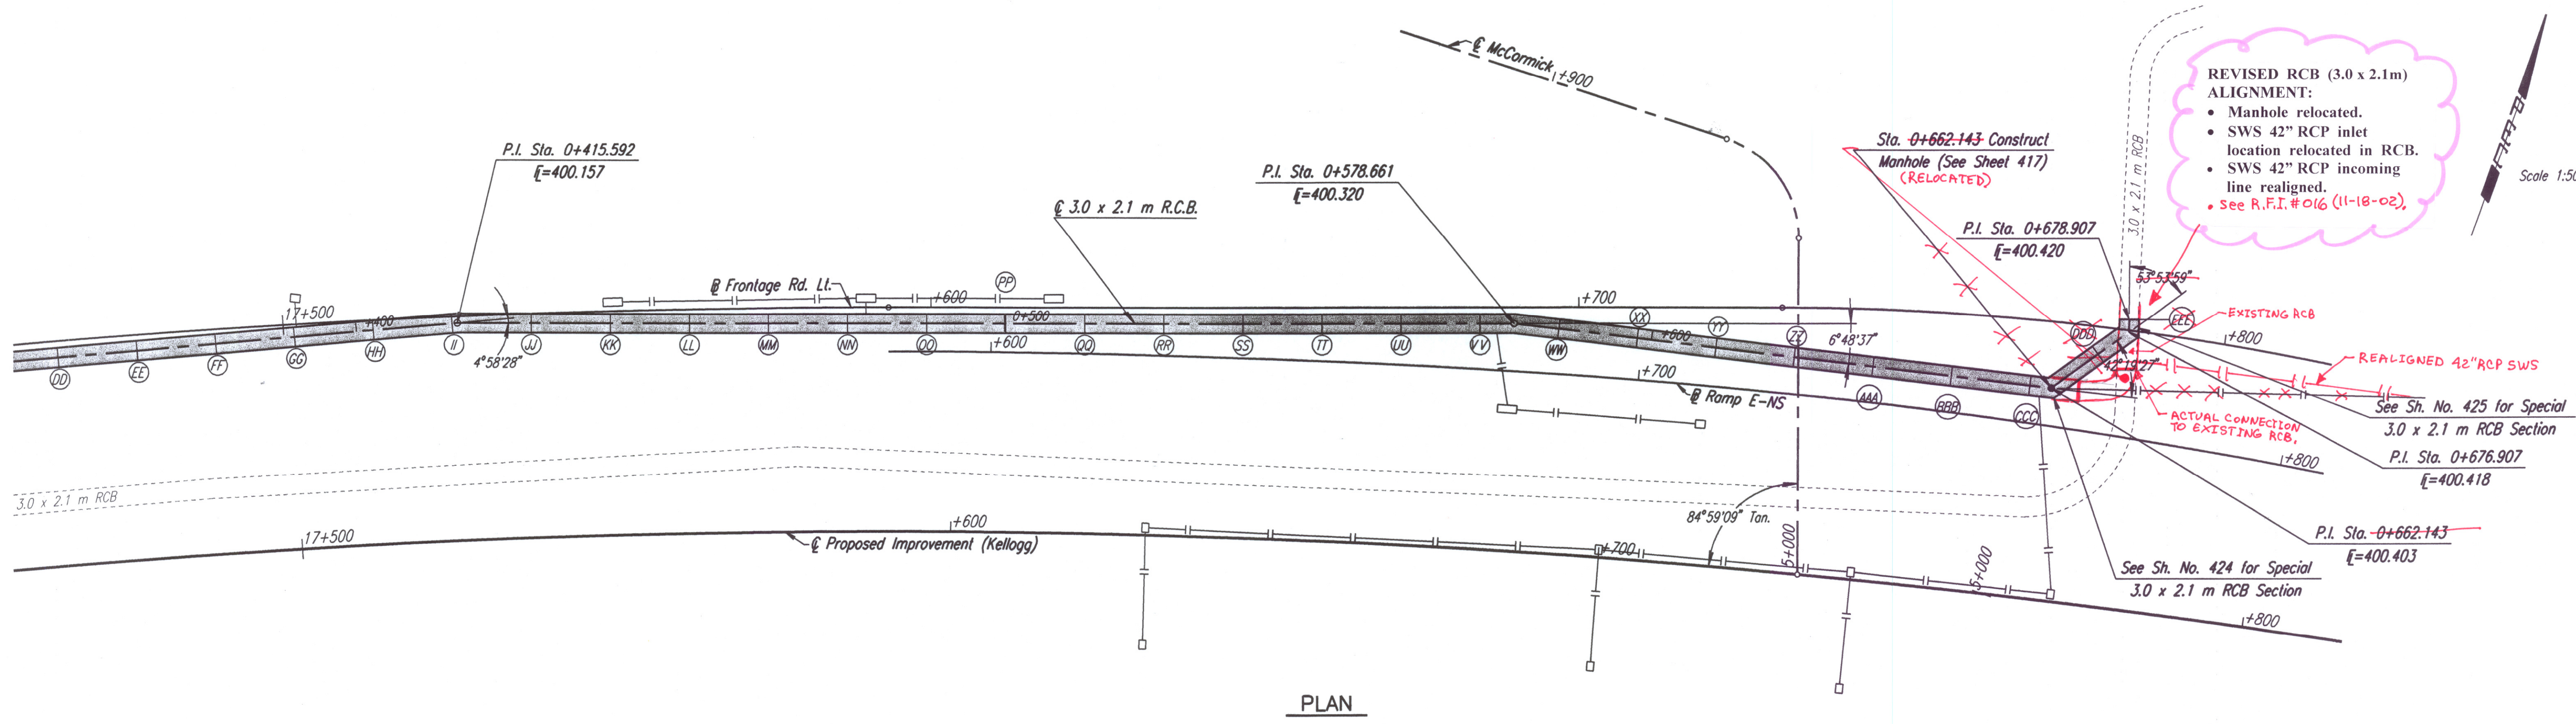 ₵ McCormick
+900
REVISED RCB (3.0 x 2.1m)
ALIGNMENT:
• Manhole relocated.
• SWS 42” RCP inlet
location relocated in RCB.
• SWS 42” RCP incoming
line realigned.
• See R.F.I. #016 (11-18-02).
3.0 x 2.1 m RCB
Scale 1:50
P.I. Sta. 0+415.592
=400.157
P.I. Sta. 0+578.661
=400.320
₵ 3.0 x 2.1 m R.C.B.
Sta. 0+662.143 Construct
Manhole (See Sheet 417)
(RELOCATED)
P.I. Sta. 0+678.907
=400.420
53°53'59"
Frontage Rd. Lt.
+600
PP
17+500
+400
0+500
+700
XX
+600
YY
ZZ
6°48'37"
DDD
EEE
EXISTING RCB
+800
DD
EE
FF
GG
HH
II
4°58'28"
JJ
KK
LL
MM
NN
OO
+600
QQ
RR
SS
TT
UU
VV
WW
+700
Ramp E-NS
AAA
BBB
CCC
42°19'27"
REALIGNED 42" RCP SWS
ACTUAL CONNECTION
TO EXISTING RCB.
See Sh. No. 425 for Special
3.0 x 2.1 m RCB Section
P.I. Sta. 0+676.907
=400.418
+800
3.0 x 2.1 m RCB
17+500
+600
₵ Proposed Improvement (Kellogg)
+700
84°59'09" Tan.
5+000
5+000
P.I. Sta. 0+662.143
=400.403
See Sh. No. 424 for Special
3.0 x 2.1 m RCB Section
+800
PLAN